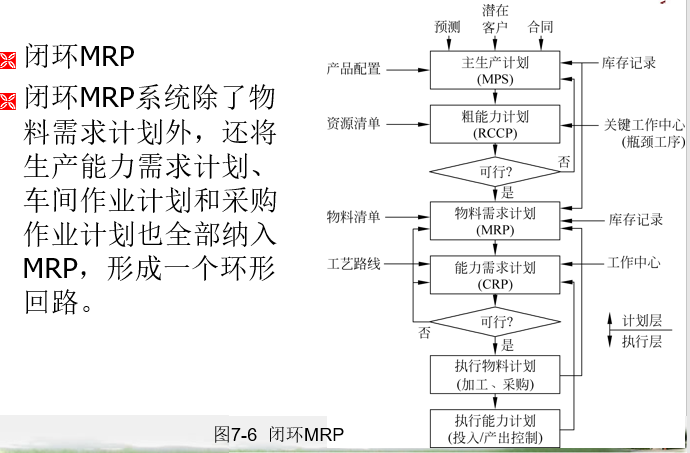 闭环MRP
闭环MRP系统除了物
料需求计划外，还将
生产能力需求计划、
车间作业计划和采购
作业计划也全部纳入
MRP，形成一个环形
回路。
预测
潜在
客户
合同
产品配置
主生产计划
(MPS)
库存记录
资源清单
粗能力计划
(RCCP)
关键工作中心
(瓶颈工序)
可行?
否
是
物料清单
物料需求计划
(MRP)
库存记录
工艺路线
能力需求计划
(CRP)
工作中心
可行?
否
是
计划层
执行层
执行物料计划
(加工、采购)
执行能力计划
(投入/产出控制)
图7-6 闭环MRP